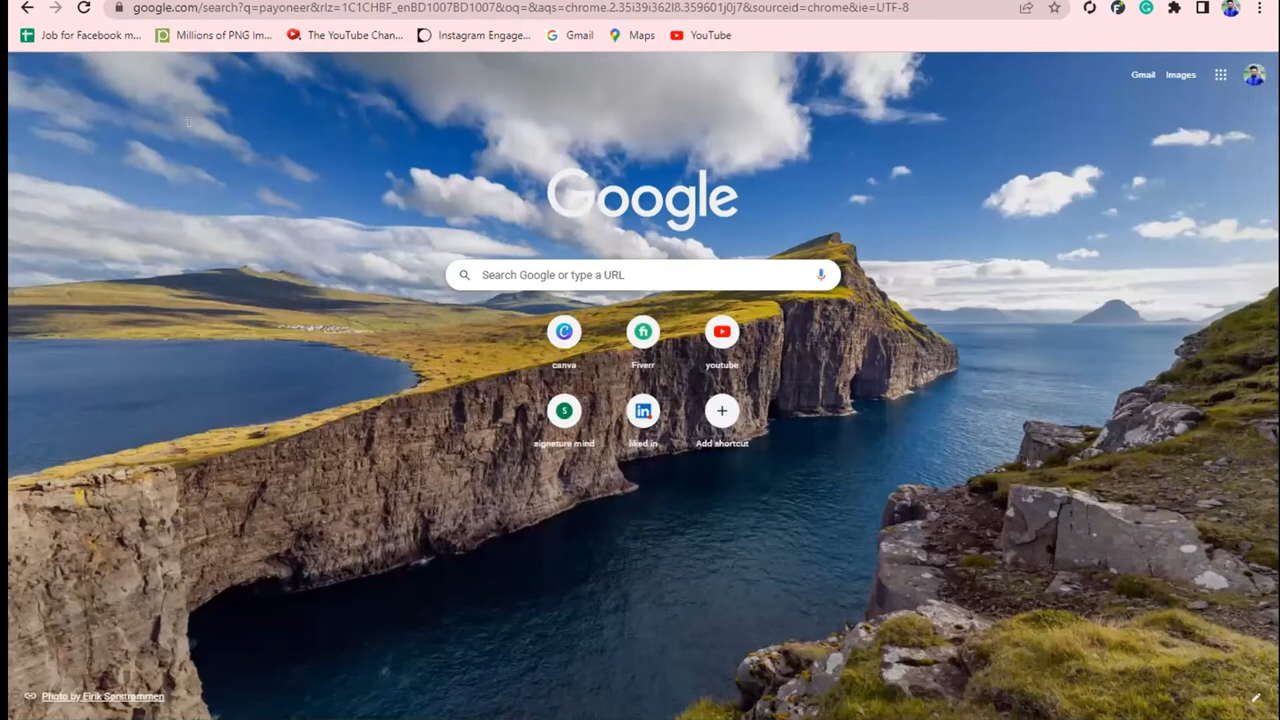 google.com/search?q=payoneer&rlz=1C1CHBF_enBD1007BD1007&oq=&aqs=chrome.2.35i39i362l8.359601j0j7&sourceid=chrome&ie=UTF-8
Job for Facebook m... Millions of PNG Im... The YouTube Chan... Instagram Engage... Gmail Maps YouTube
Gmail Images
Google
Search Google or type a URL
canva Fiverr youtube
signeture mind liked in Add shortcut
Photo by Eirik Sørstrømmen